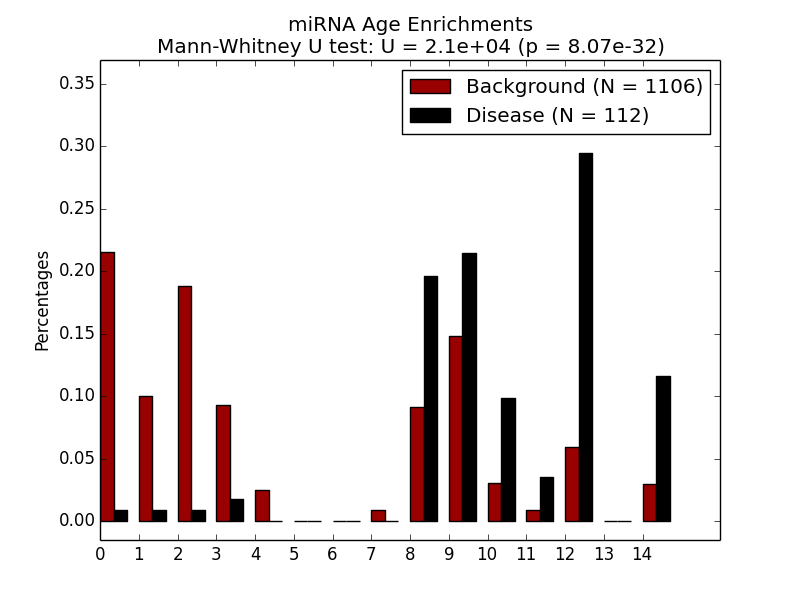 miRNA Age Enrichments
Mann-Whitney U test: U = 2.1e+04 (p = 8.07e-32)
Background (N = 1106)
Disease (N = 112)
Percentages
0.35
0.30
0.25
0.20
0.15
0.10
0.05
0.00
0 1 2 3 4 5 6 7 8 9 10 11 12 13 14